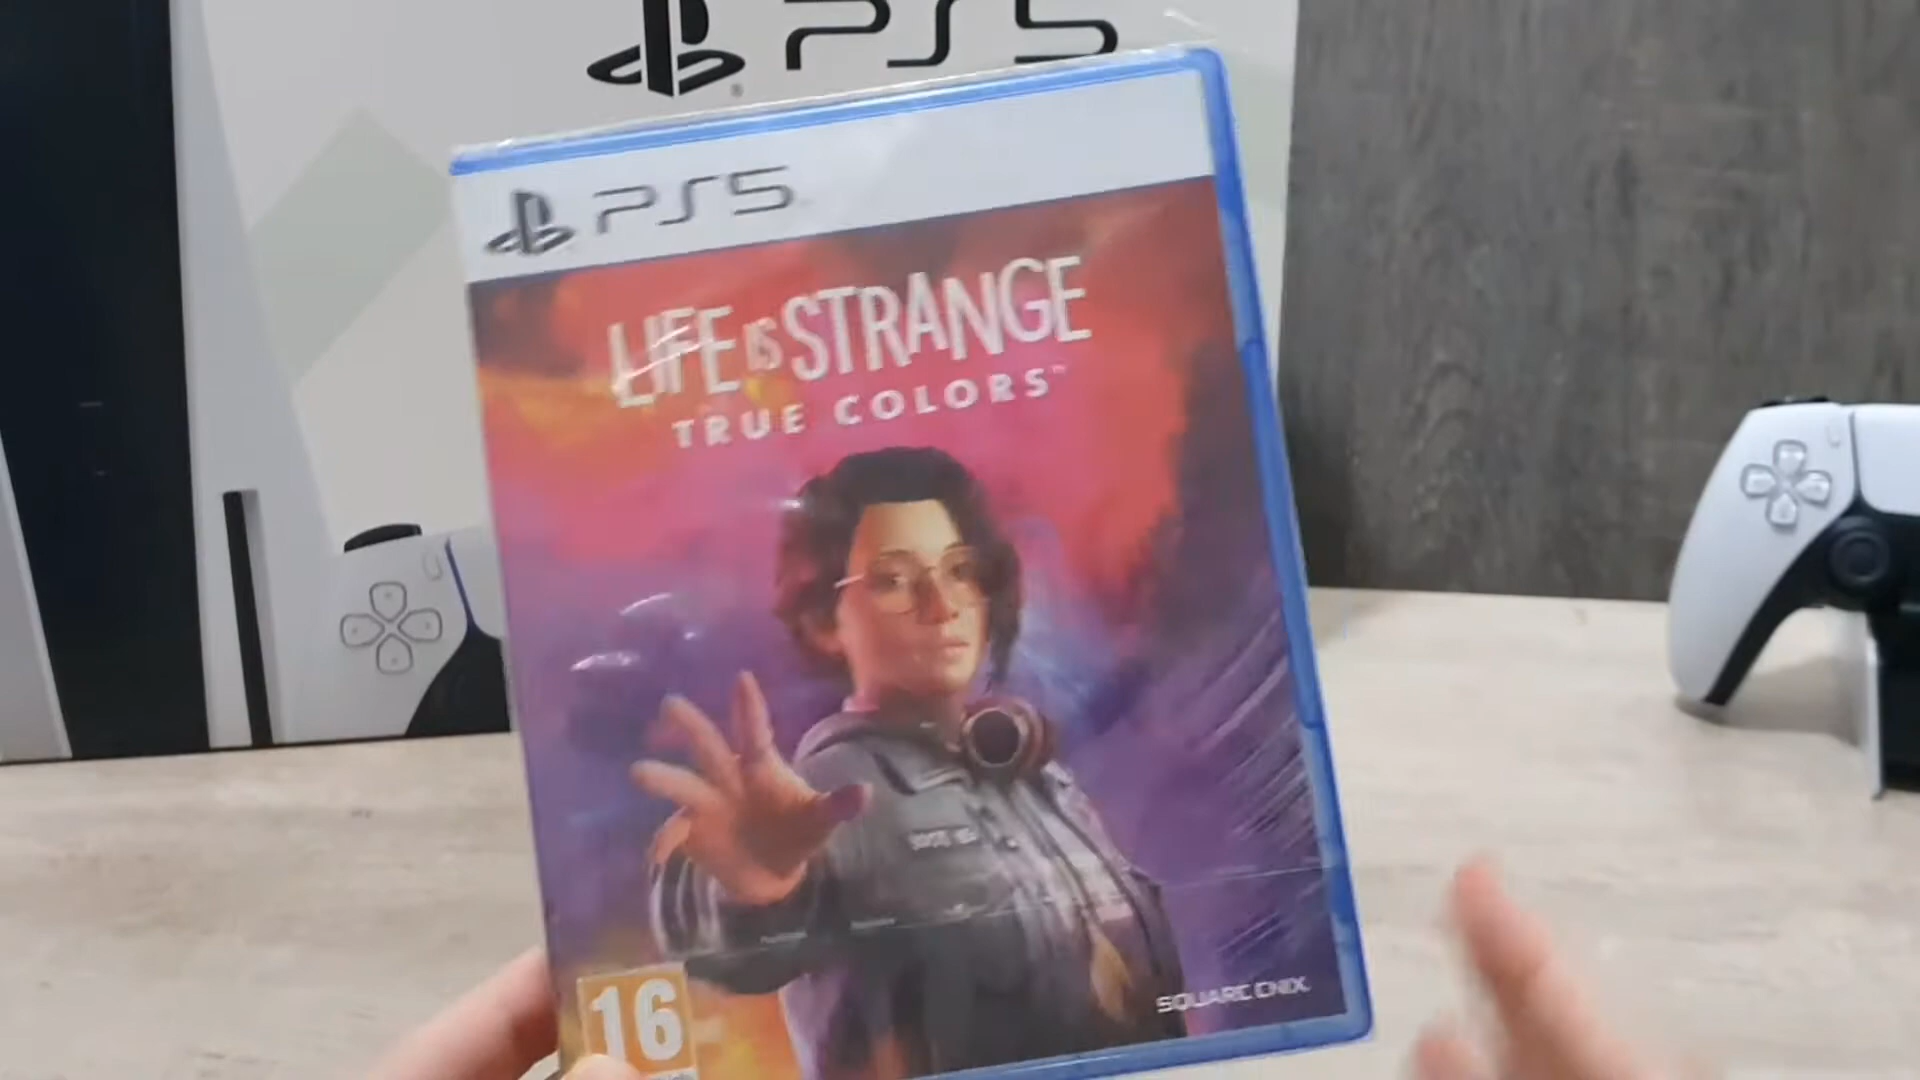 PS5
PS5
LIFE IS STRANGE
TRUE COLORS™
16
SQUARE ENIX